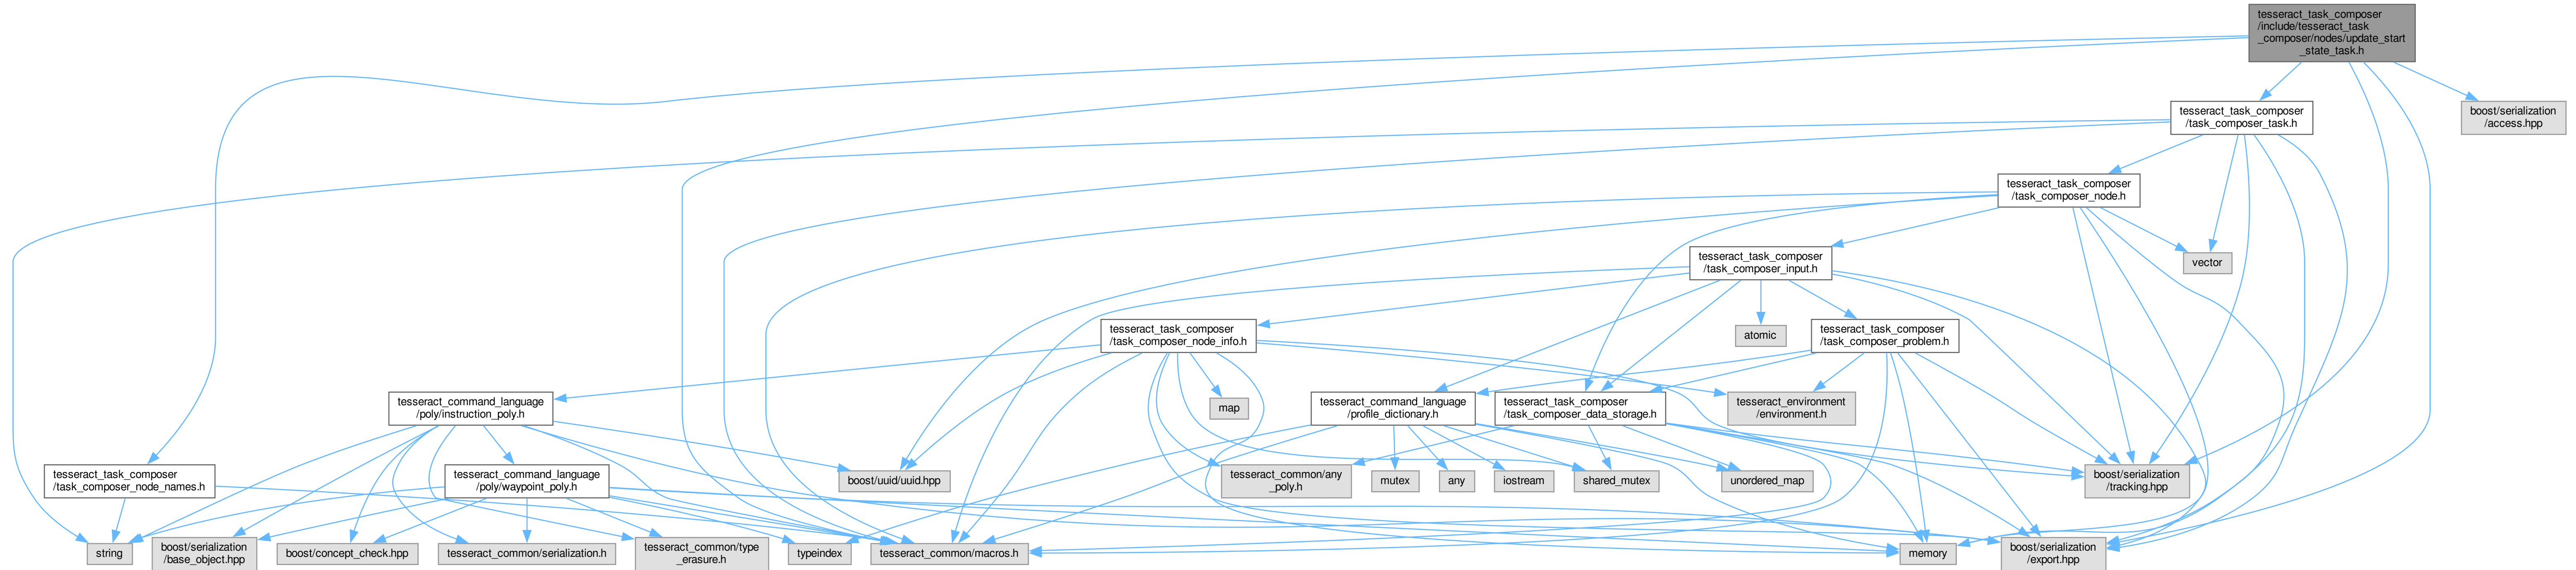 tesseract_task_composer
/include/tesseract_task
_composer/nodes/update_start
_state_task.h
tesseract_task_composer
/task_composer_task.h
boost/serialization
/access.hpp
tesseract_task_composer
/task_composer_node.h
vector
tesseract_task_composer
/task_composer_input.h
atomic
tesseract_task_composer
/task_composer_node_info.h
tesseract_task_composer
/task_composer_problem.h
tesseract_command_language
/poly/instruction_poly.h
map
tesseract_command_language
/profile_dictionary.h
tesseract_task_composer
/task_composer_data_storage.h
tesseract_environment
/environment.h
tesseract_task_composer
/task_composer_node_names.h
tesseract_command_language
/poly/waypoint_poly.h
boost/uuid/uuid.hpp
tesseract_common/any
_poly.h
mutex
any
iostream
shared_mutex
unordered_map
boost/serialization
/tracking.hpp
string
boost/serialization
/base_object.hpp
boost/concept_check.hpp
tesseract_common/serialization.h
tesseract_common/type
_erasure.h
typeindex
tesseract_common/macros.h
memory
boost/serialization
/export.hpp